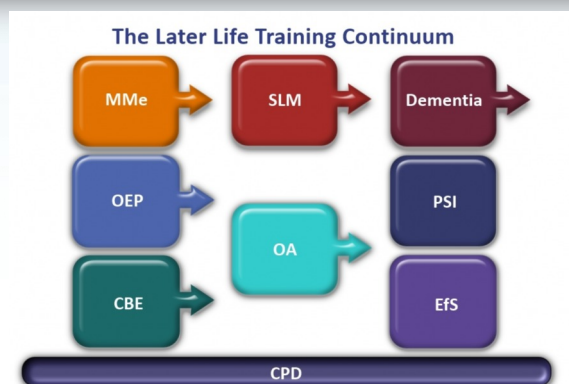 The Later Life Training Continuum
MMe
SLM
Dementia
OEP
OA
PSI
CBE
EfS
CPD